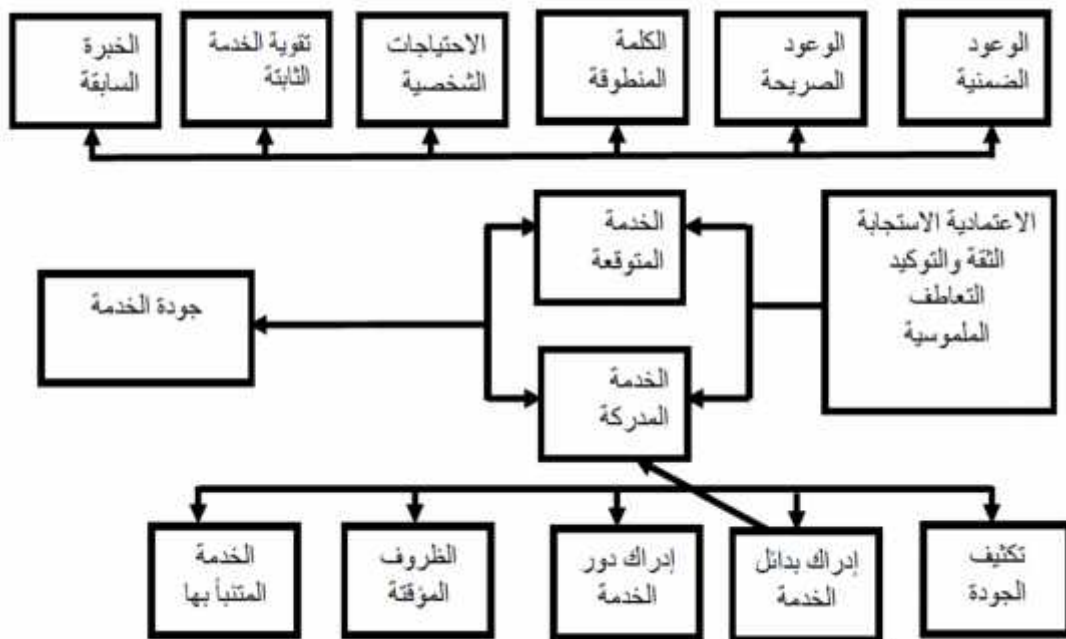 الوعود
الضمنية
الوعود
الصريحة
الكلمة
المنطوقة
الاحتياجات
الشخصية
تقوية الخدمة
الثابتة
الخبرة
السابقة
الاعتمادية الاستجابة
الثقة والتوكيد
التعاطف
الملموسية
الخدمة
المتوقعة
الخدمة
المدركة
جودة الخدمة
تكثيف
الجودة
إدراك بدائل
الخدمة
إدراك دور
الخدمة
الظروف
المؤقتة
الخدمة
المتنبأ بها